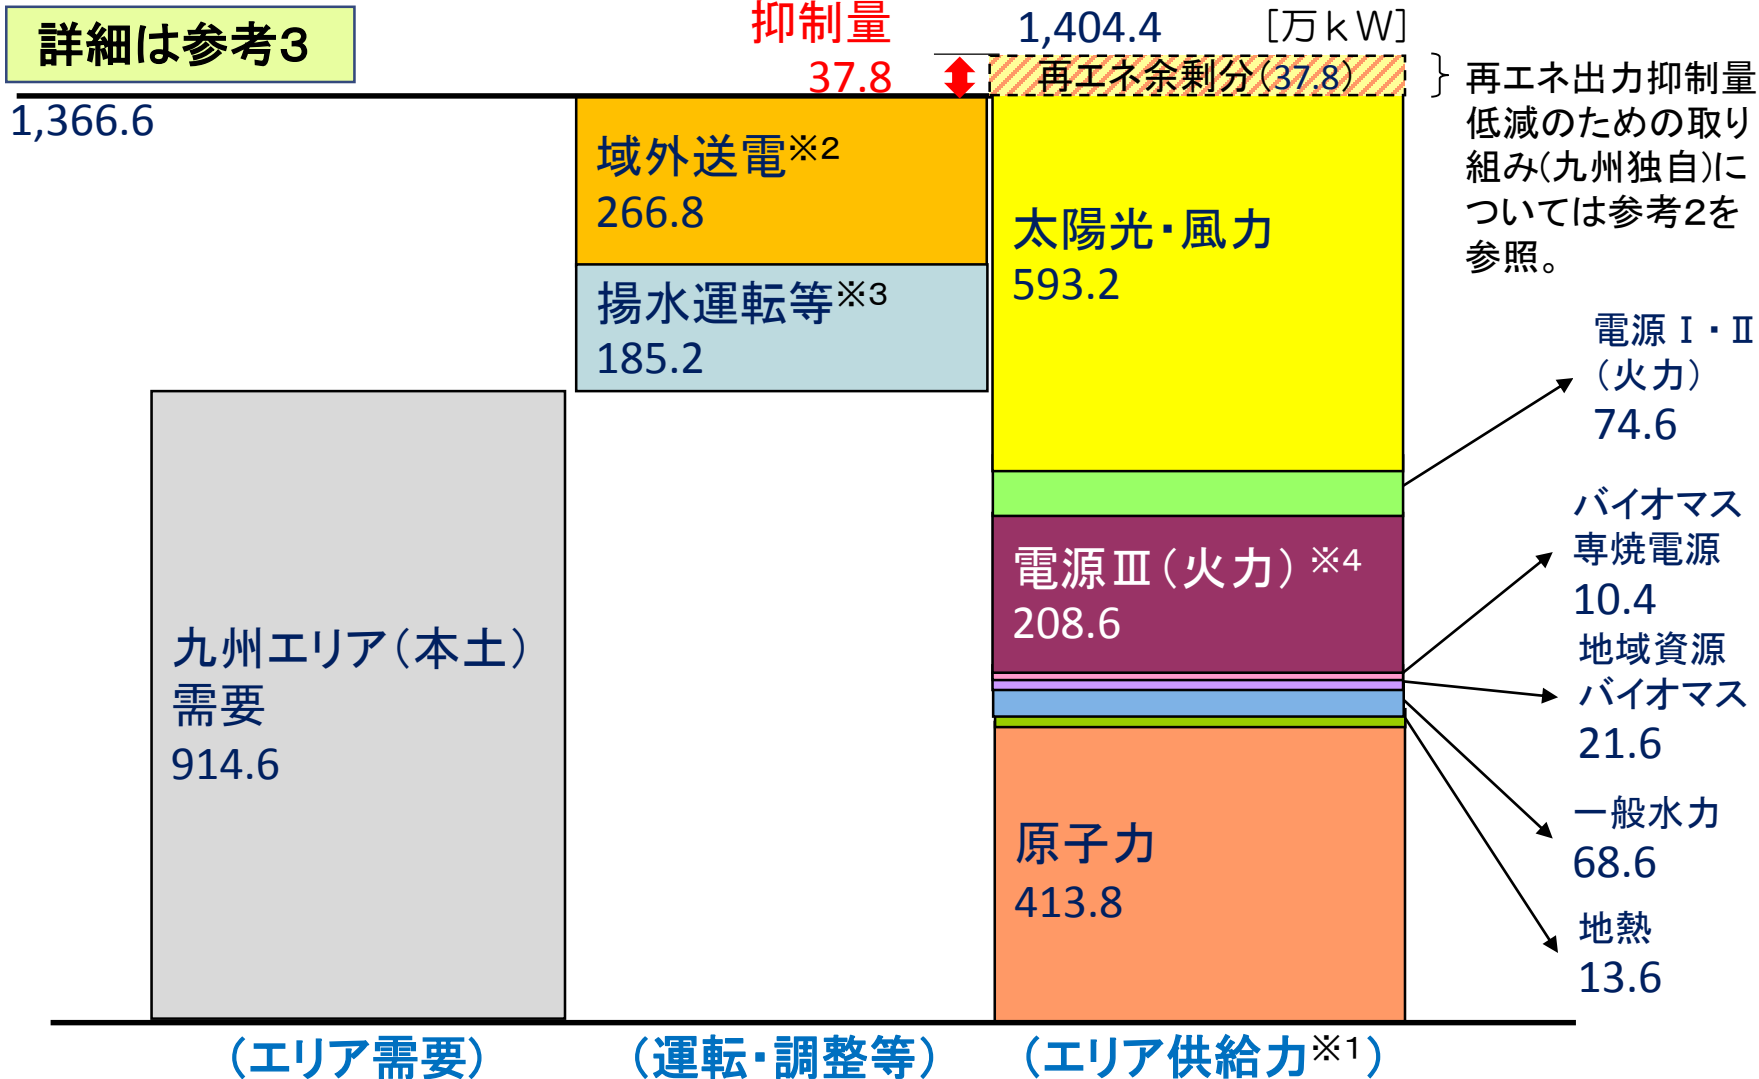 詳細は参考3
抑制量
37.8
1,404.4
[万kW]
再エネ余剰分(37.8)
1,366.6
再エネ出力抑制量
低減のための取り
組み(九州独自)に
ついては参考2を
参照。
域外送電※2
266.8
揚水運転等※3
185.2
太陽光・風力
593.2
電源Ⅰ・Ⅱ
(火力)
74.6
電源Ⅲ(火力)※4
208.6
バイオマス
専焼電源
10.4
地域資源
バイオマス
21.6
一般水力
68.6
地熱
13.6
九州エリア(本土)
需要
914.6
原子力
413.8
(エリア需要)
(運転・調整等)
(エリア供給力※1)